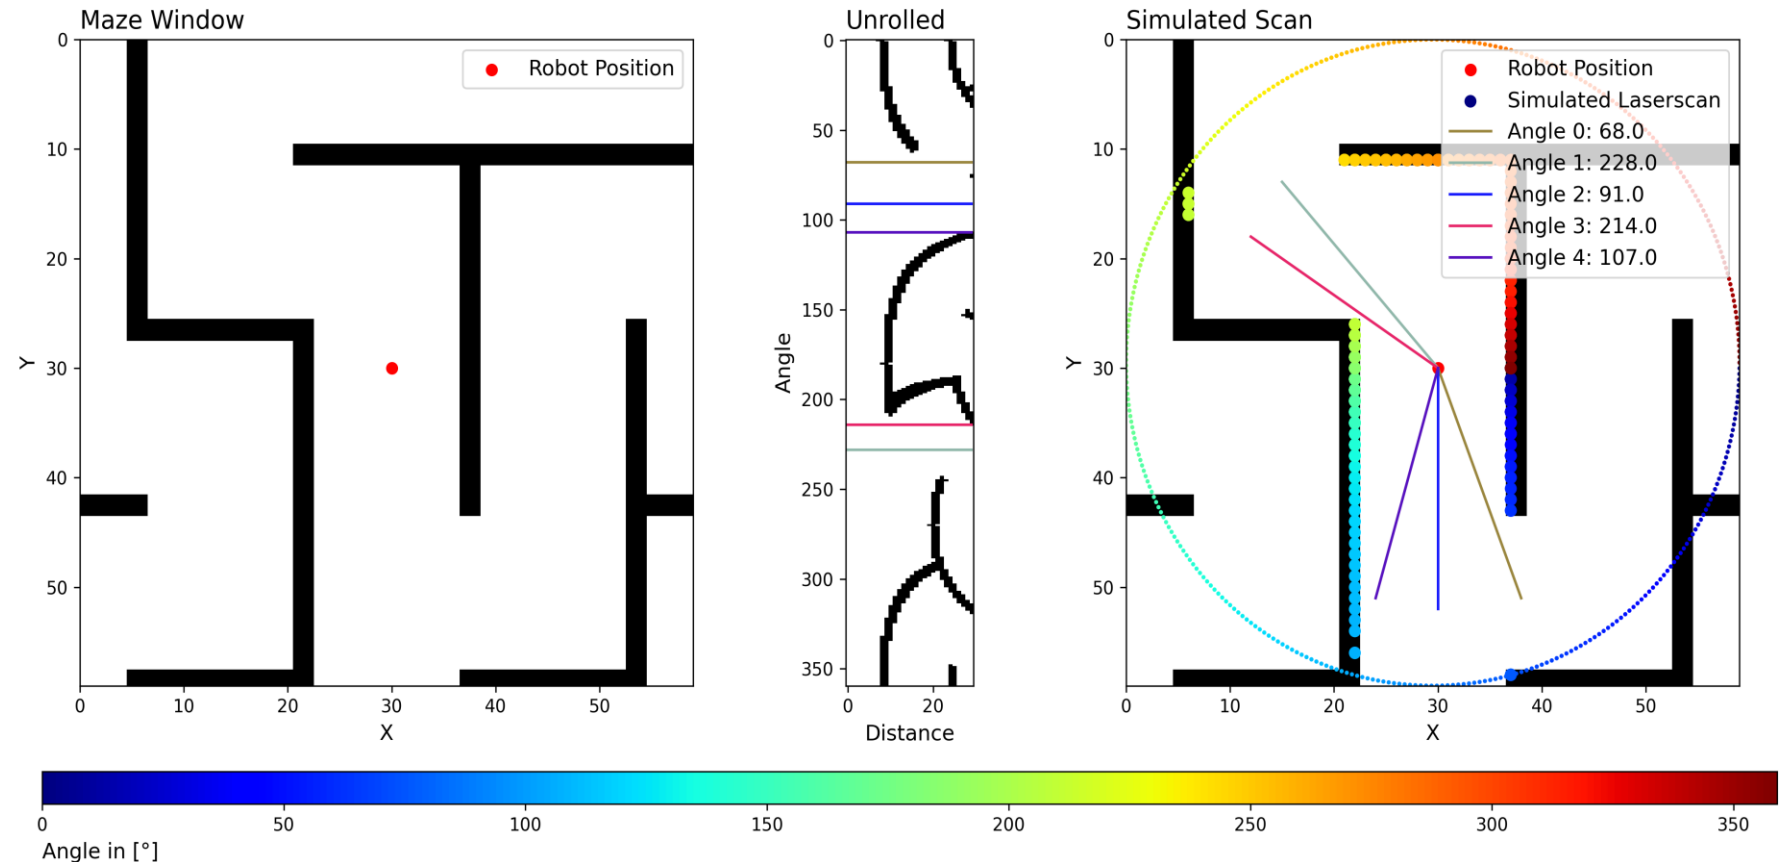 Maze Window
Robot Position
0
10
20
30
40
50
Y
0
10
20
30
40
50
X
Unrolled
0
50
100
150
200
250
300
350
Angle
0
20
Distance
Simulated Scan
Robot Position
Simulated Laserscan
Angle 0: 68.0
Angle 1: 228.0
Angle 2: 91.0
Angle 3: 214.0
Angle 4: 107.0
0
10
20
30
40
50
Y
0
10
20
30
40
50
X
0
50
100
150
200
250
300
350
Angle in [°]